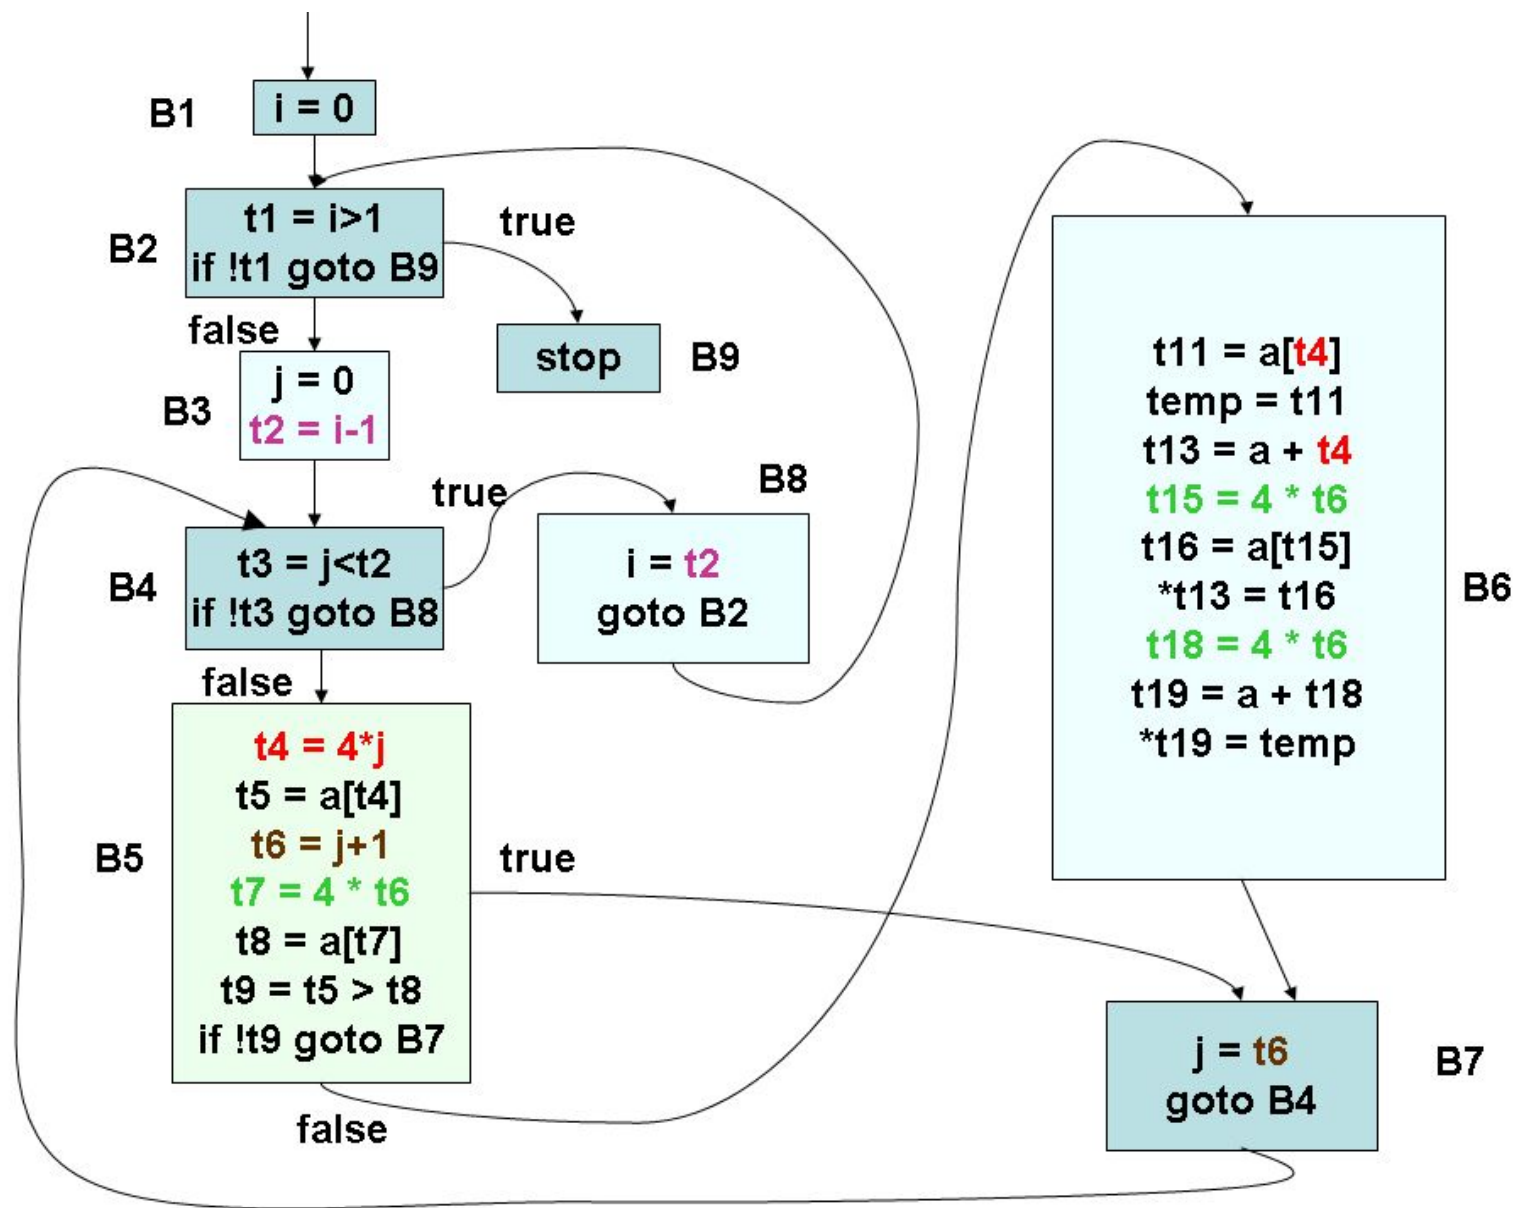 B1
i = 0
B2
t1 = i>1
if !t1 goto B9
true
false
stop
B9
B3
j = 0
t2 = i-1
true
B8
B4
t3 = j<t2
if !t3 goto B8
i = t2
goto B2
false
B5
t4 = 4*j
t5 = a[t4]
t6 = j+1
t7 = 4 * t6
t8 = a[t7]
t9 = t5 > t8
if !t9 goto B7
true
false
t11 = a[t4]
temp = t11
t13 = a + t4
t15 = 4 * t6
t16 = a[t15]
*t13 = t16
t18 = 4 * t6
t19 = a + t18
*t19 = temp
B6
j = t6
goto B4
B7